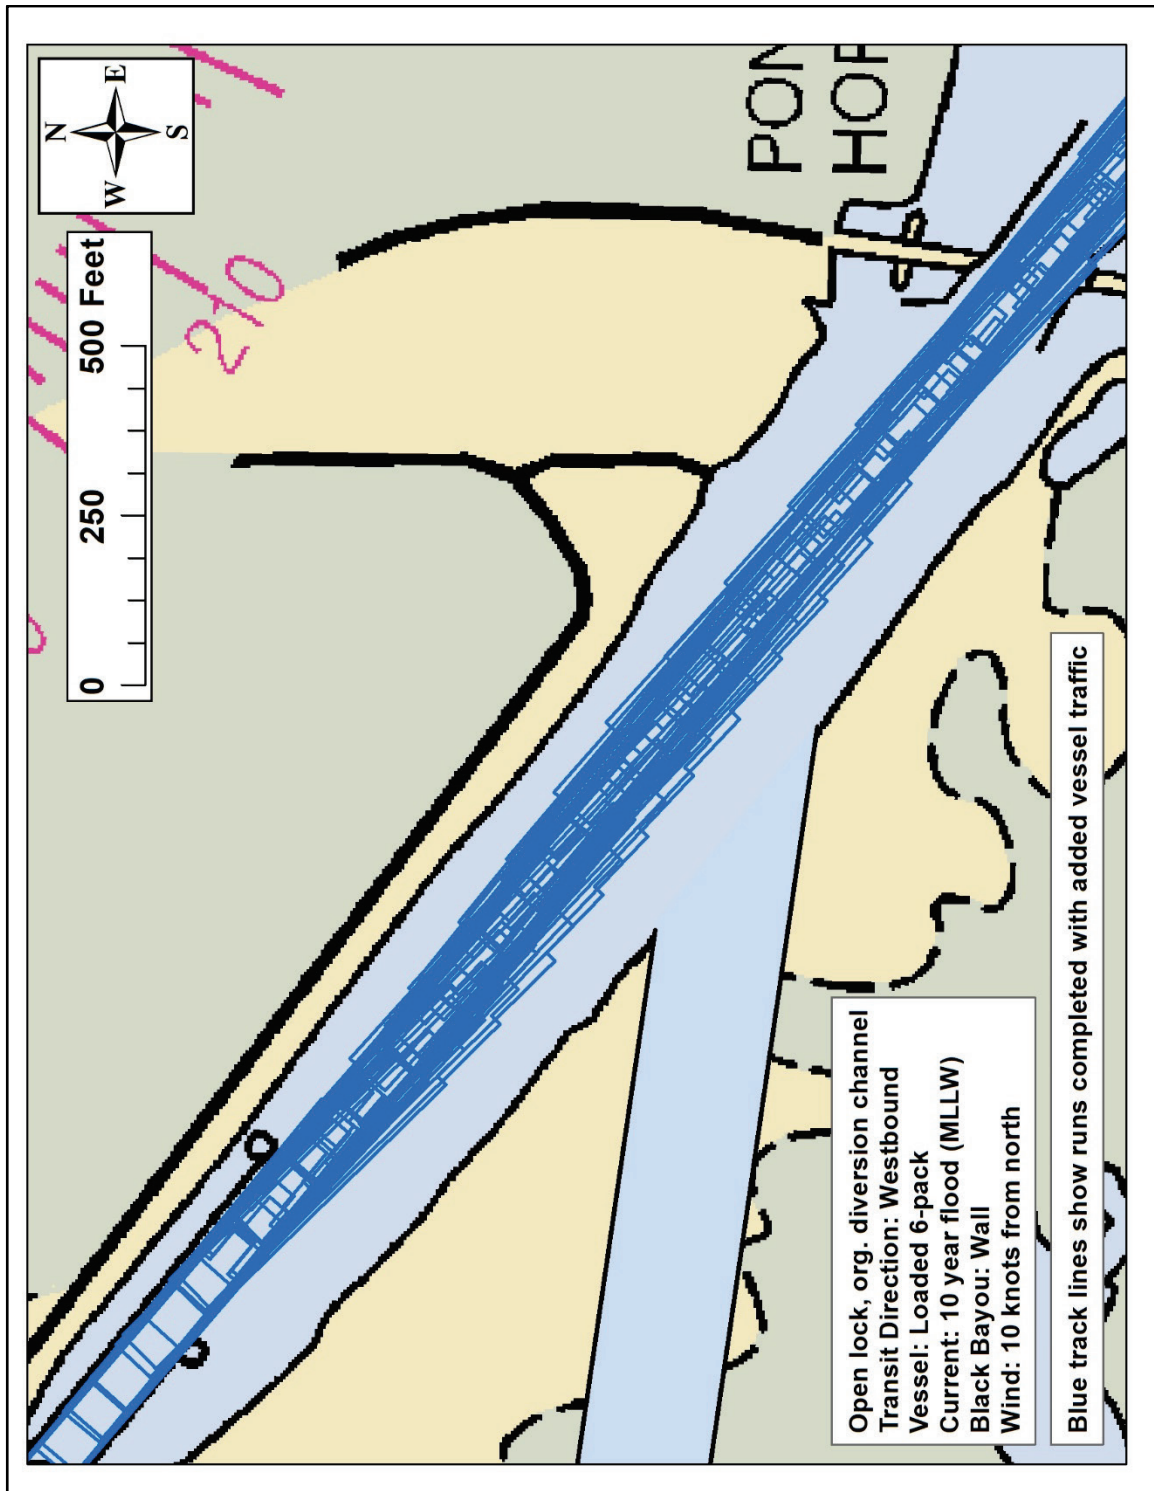 N
W
E
S
0
250
500 Feet
210
PON
HOP
Open lock, org. diversion channel
Transit Direction: Westbound
Vessel: Loaded 6-pack
Current: 10 year flood (MLLW)
Black Bayou: Wall
Wind: 10 knots from north
Blue track lines show runs completed with added vessel traffic